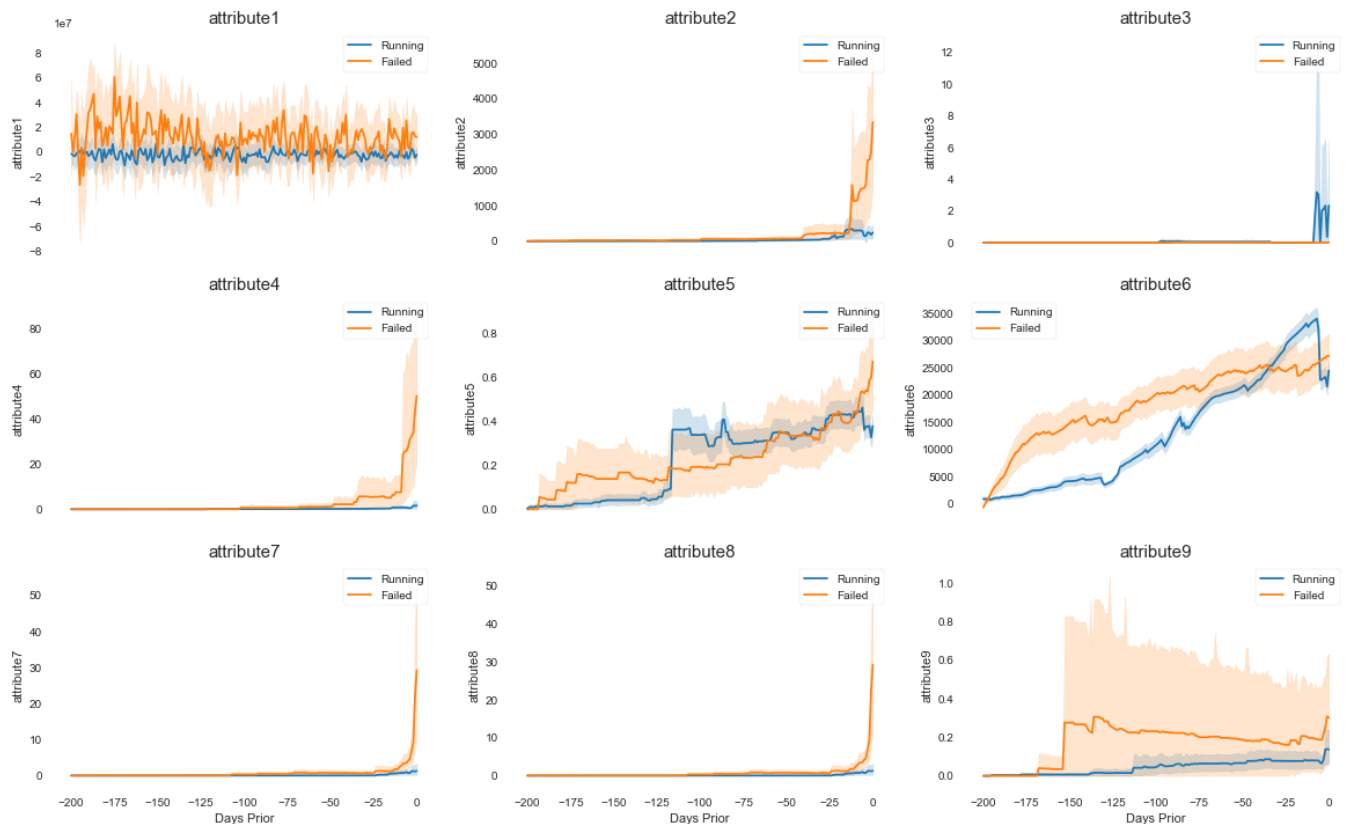 attribute1
1e7
Running
Failed
8
6
4
2
0
−2
−4
−6
−8
attribute1
attribute2
Running
Failed
5000
4000
3000
2000
1000
0
attribute2
attribute3
Running
Failed
12
10
8
6
4
2
0
attribute3
attribute4
Running
Failed
80
60
40
20
0
attribute4
attribute5
Running
Failed
0.8
0.6
0.4
0.2
0.0
attribute5
attribute6
Running
Failed
35000
30000
25000
20000
15000
10000
5000
0
attribute6
attribute7
Running
Failed
50
40
30
20
10
0
attribute7
−200 −175 −150 −125 −100 −75 −50 −25 0
Days Prior
attribute8
Running
Failed
50
40
30
20
10
0
attribute8
−200 −175 −150 −125 −100 −75 −50 −25 0
Days Prior
attribute9
Running
Failed
1.0
0.8
0.6
0.4
0.2
0.0
attribute9
−200 −175 −150 −125 −100 −75 −50 −25 0
Days Prior